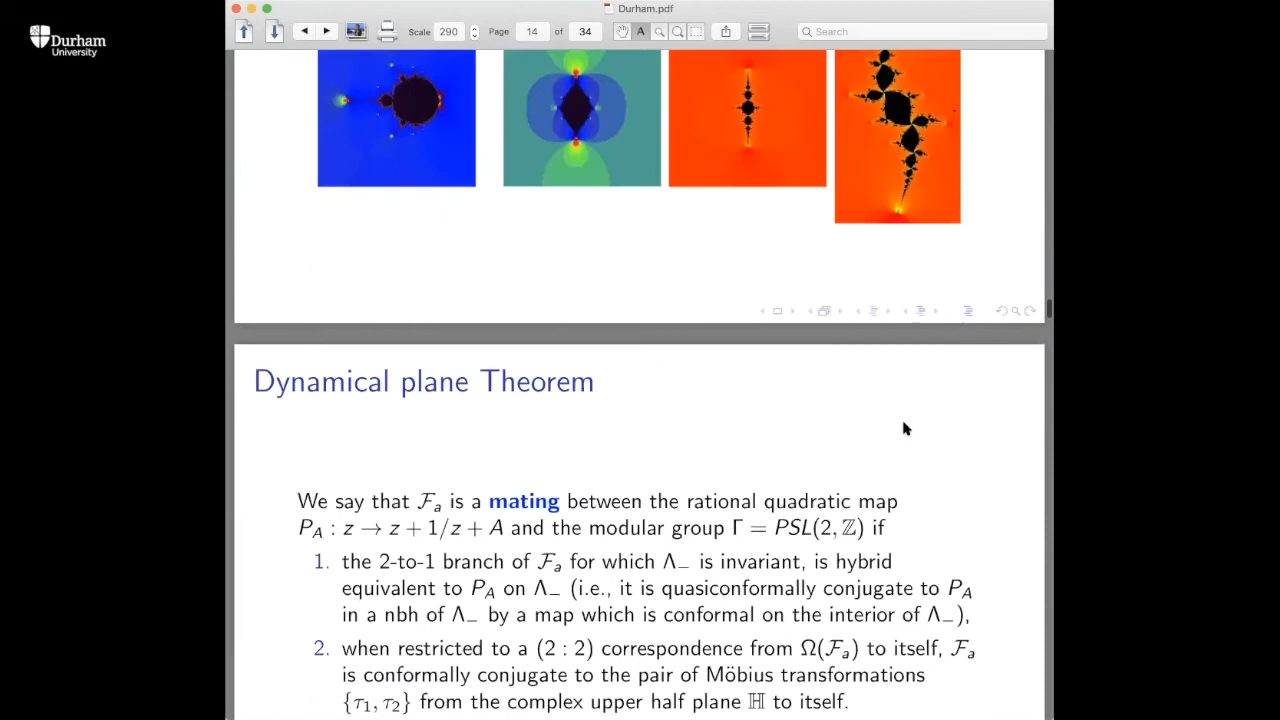 Durham University
Durham.pdf
Scale 290 Page 14 of 34 A Search
Dynamical plane Theorem
We say that ℱₐ is a mating between the rational quadratic map
P_A : z → z + 1/z + A and the modular group Γ = PSL(2, ℤ) if
1. the 2-to-1 branch of ℱₐ for which Λ₋ is invariant, is hybrid
equivalent to P_A on Λ₋ (i.e., it is quasiconformally conjugate to P_A
in a nbh of Λ₋ by a map which is conformal on the interior of Λ₋),
2. when restricted to a (2 : 2) correspondence from Ω(ℱₐ) to itself, ℱₐ
is conformally conjugate to the pair of Möbius transformations
{τ₁, τ₂} from the complex upper half plane ℍ to itself.